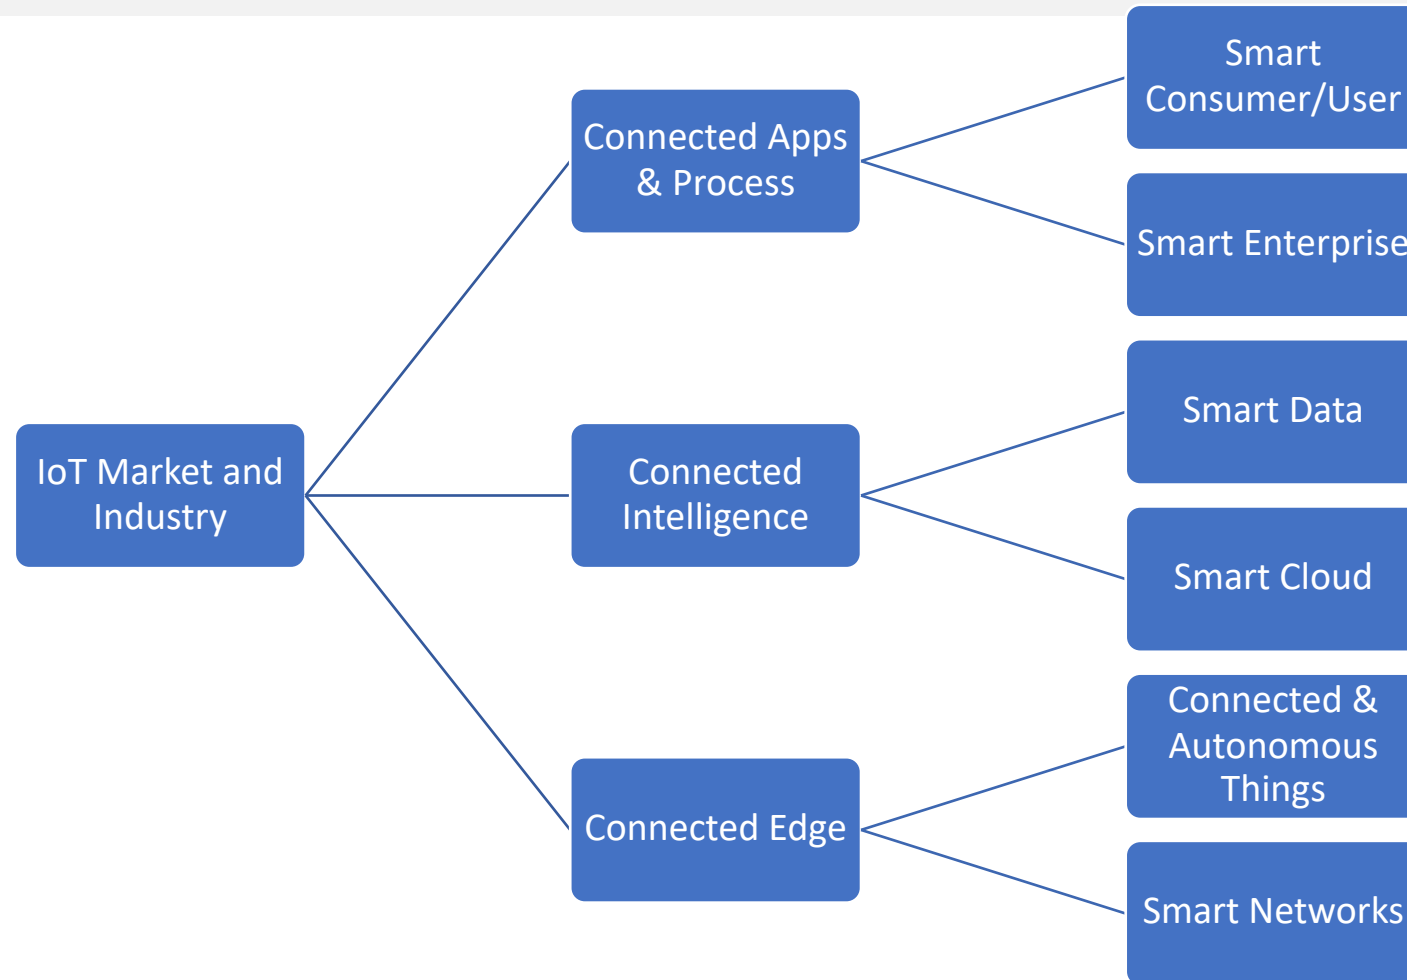 Smart
Consumer/User
Connected Apps
& Process
Smart Enterprise
Smart Data
IoT Market and
Industry
Connected
Intelligence
Smart Cloud
Connected &
Autonomous
Things
Connected Edge
Smart Networks